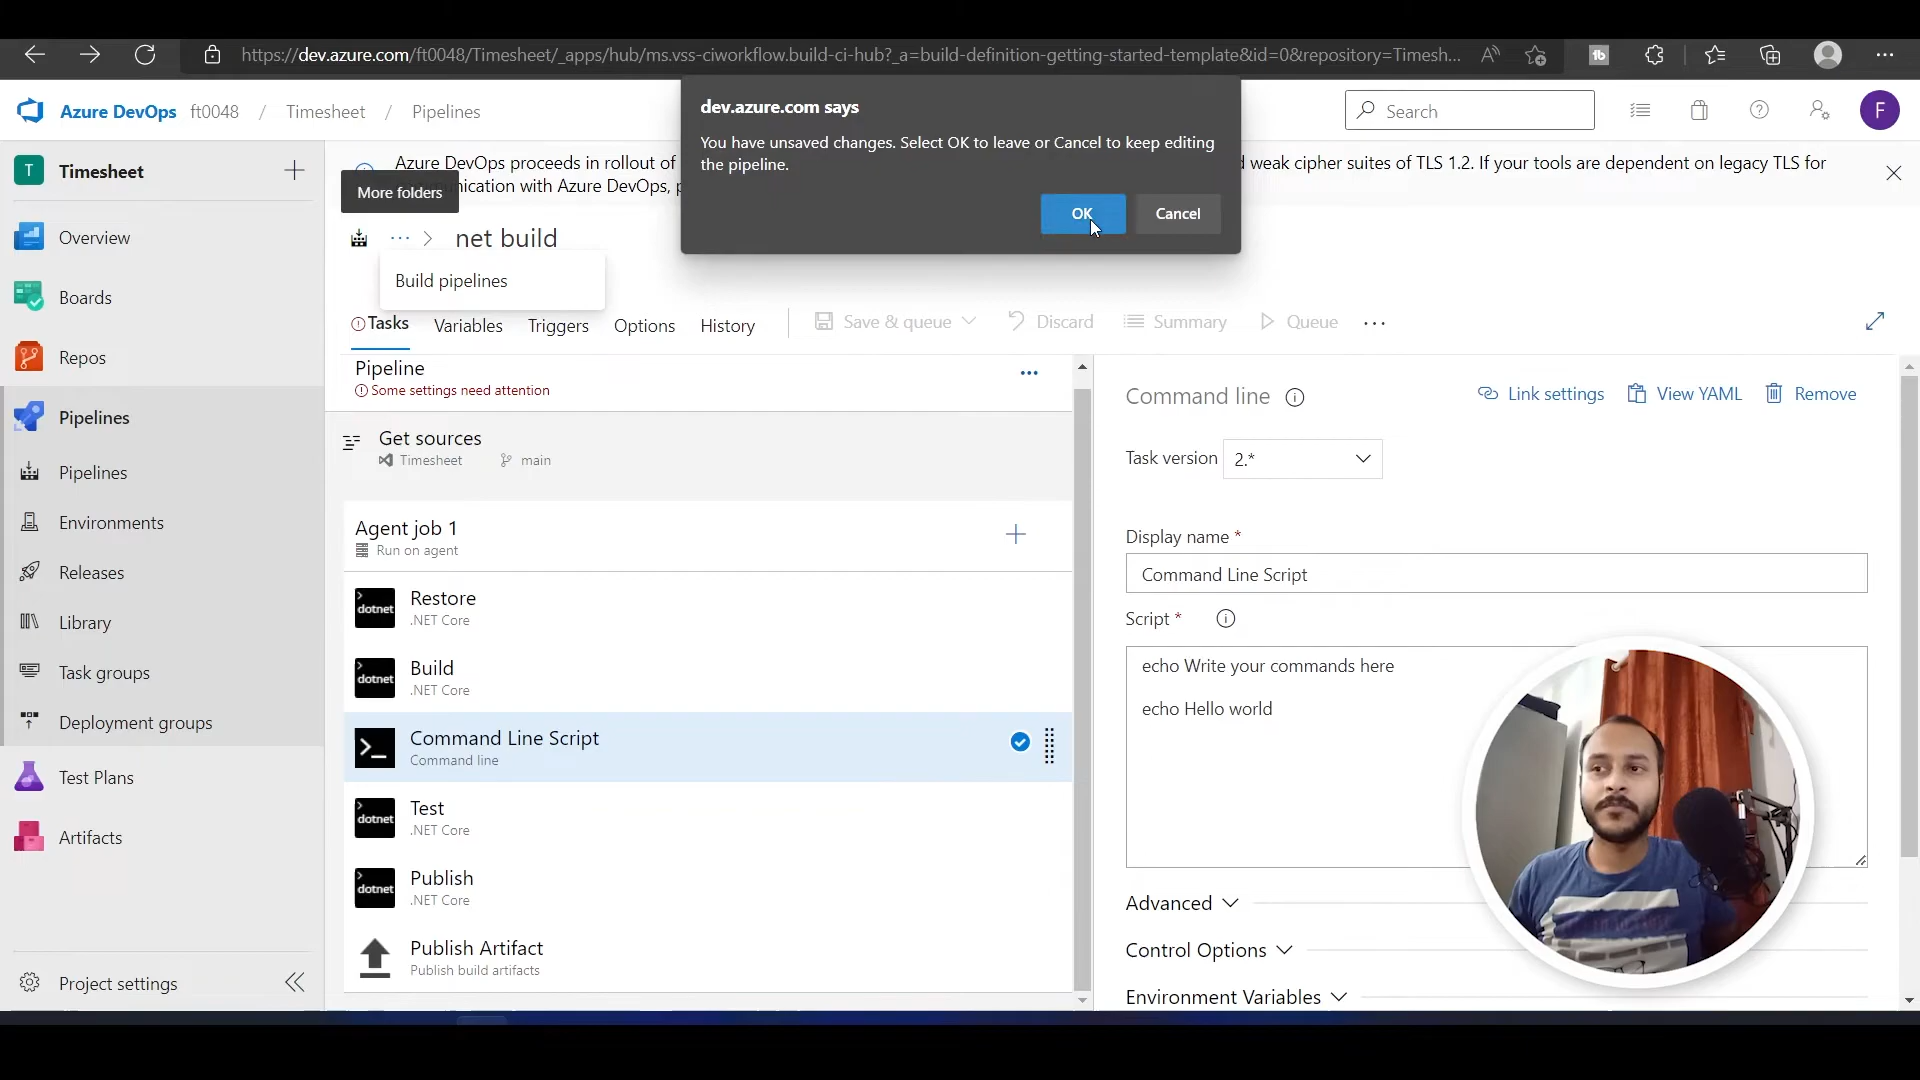 https://dev.azure.com/ft0048/Timesheet/_apps/hub/ms.vss-ciworkflow.build-ci-hub?_a=build-definition-getting-started-template&id=0&repository=Timesh...
dev.azure.com says
You have unsaved changes. Select OK to leave or Cancel to keep editing
the pipeline.
OK
Cancel
Azure DevOps
ft0048
/
Timesheet
/
Pipelines
Search
F
T
Timesheet
Overview
Boards
Repos
Pipelines
Pipelines
Environments
Releases
Library
Task groups
Deployment groups
Test Plans
Artifacts
Project settings
Azure DevOps proceeds in rollout of
d weak cipher suites of TLS 1.2. If your tools are dependent on legacy TLS for
nication with Azure DevOps, p
More folders
... > net build
Build pipelines
Tasks
Variables
Triggers
Options
History
Save & queue
Discard
Summary
Queue
...
Pipeline
Some settings need attention
Get sources
Timesheet
main
Agent job 1
Run on agent
dotnet
Restore
.NET Core
dotnet
Build
.NET Core
Command Line Script
Command line
dotnet
Test
.NET Core
dotnet
Publish
.NET Core
Publish Artifact
Publish build artifacts
Command line
Link settings
View YAML
Remove
Task version
2.*
Display name *
Command Line Script
Script *
echo Write your commands here
echo Hello world
Advanced
Control Options
Environment Variables